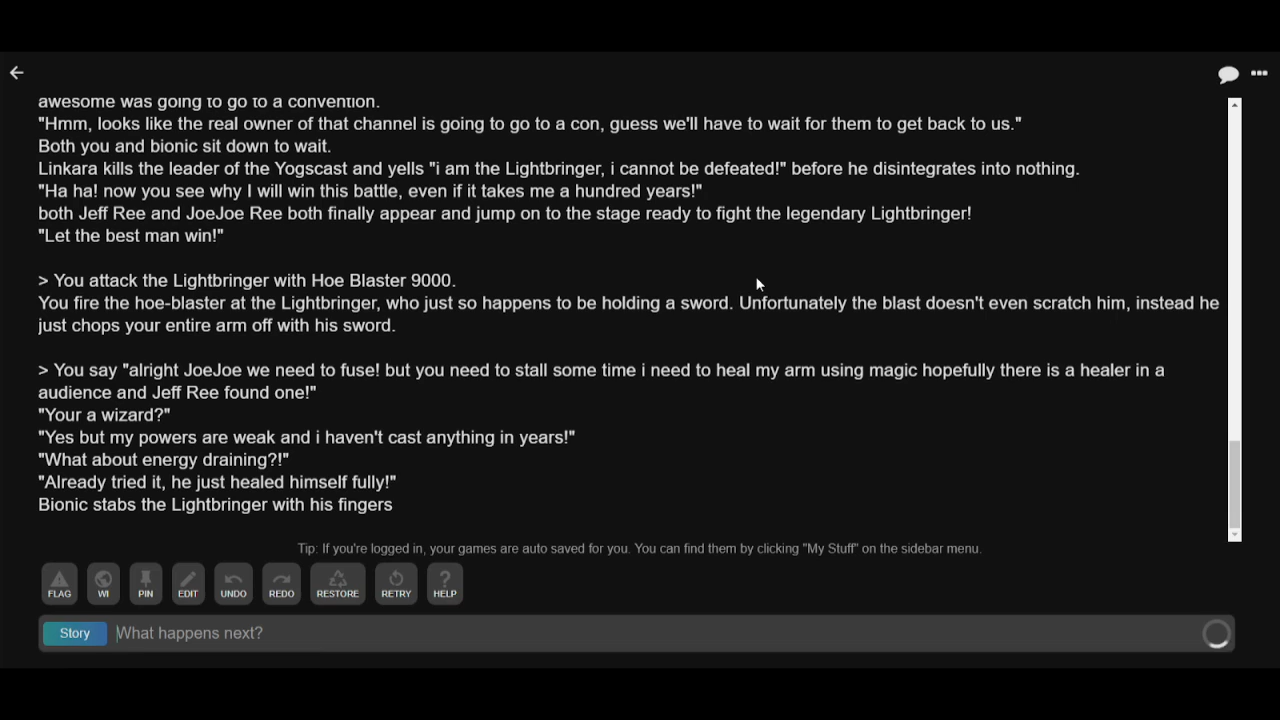 awesome was going to go to a convention.
"Hmm, looks like the real owner of that channel is going to go to a con, guess we'll have to wait for them to get back to us."
Both you and bionic sit down to wait.
Linkara kills the leader of the Yogscast and yells "i am the Lightbringer, i cannot be defeated!" before he disintegrates into nothing.
"Ha ha! now you see why I will win this battle, even if it takes me a hundred years!"
both Jeff Ree and JoeJoe Ree both finally appear and jump on to the stage ready to fight the legendary Lightbringer!
"Let the best man win!"
> You attack the Lightbringer with Hoe Blaster 9000.
You fire the hoe-blaster at the Lightbringer, who just so happens to be holding a sword. Unfortunately the blast doesn't even scratch him, instead he
just chops your entire arm off with his sword.
> You say "alright JoeJoe we need to fuse! but you need to stall some time i need to heal my arm using magic hopefully there is a healer in a
audience and Jeff Ree found one!"
"Your a wizard?"
"Yes but my powers are weak and i haven't cast anything in years!"
"What about energy draining?!"
"Already tried it, he just healed himself fully!"
Bionic stabs the Lightbringer with his fingers
Tip: If you're logged in, your games are auto saved for you. You can find them by clicking "My Stuff" on the sidebar menu.
FLAG WI PIN EDIT UNDO REDO RESTORE RETRY HELP
Story What happens next?